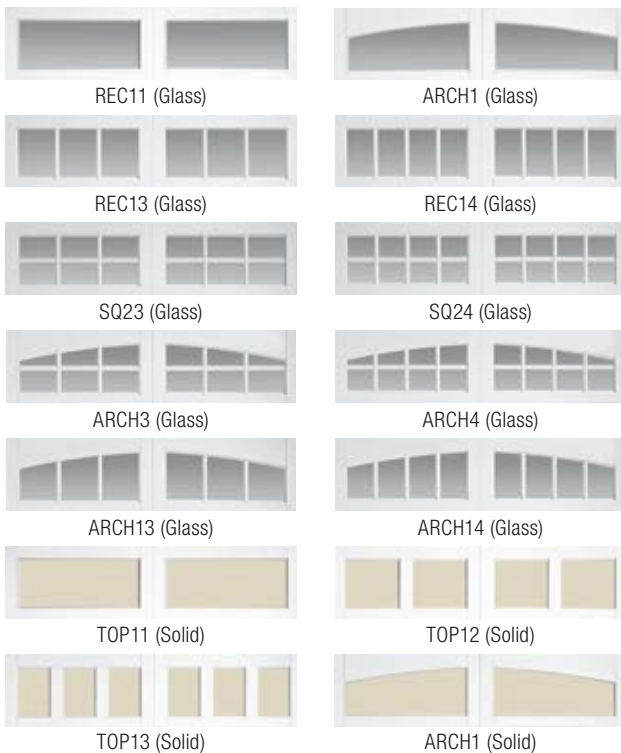 REC11 (Glass)
ARCH1 (Glass)
REC13 (Glass)
REC14 (Glass)
SQ23 (Glass)
SQ24 (Glass)
ARCH3 (Glass)
ARCH4 (Glass)
ARCH13 (Glass)
ARCH14 (Glass)
TOP11 (Solid)
TOP12 (Solid)
TOP13 (Solid)
ARCH1 (Solid)